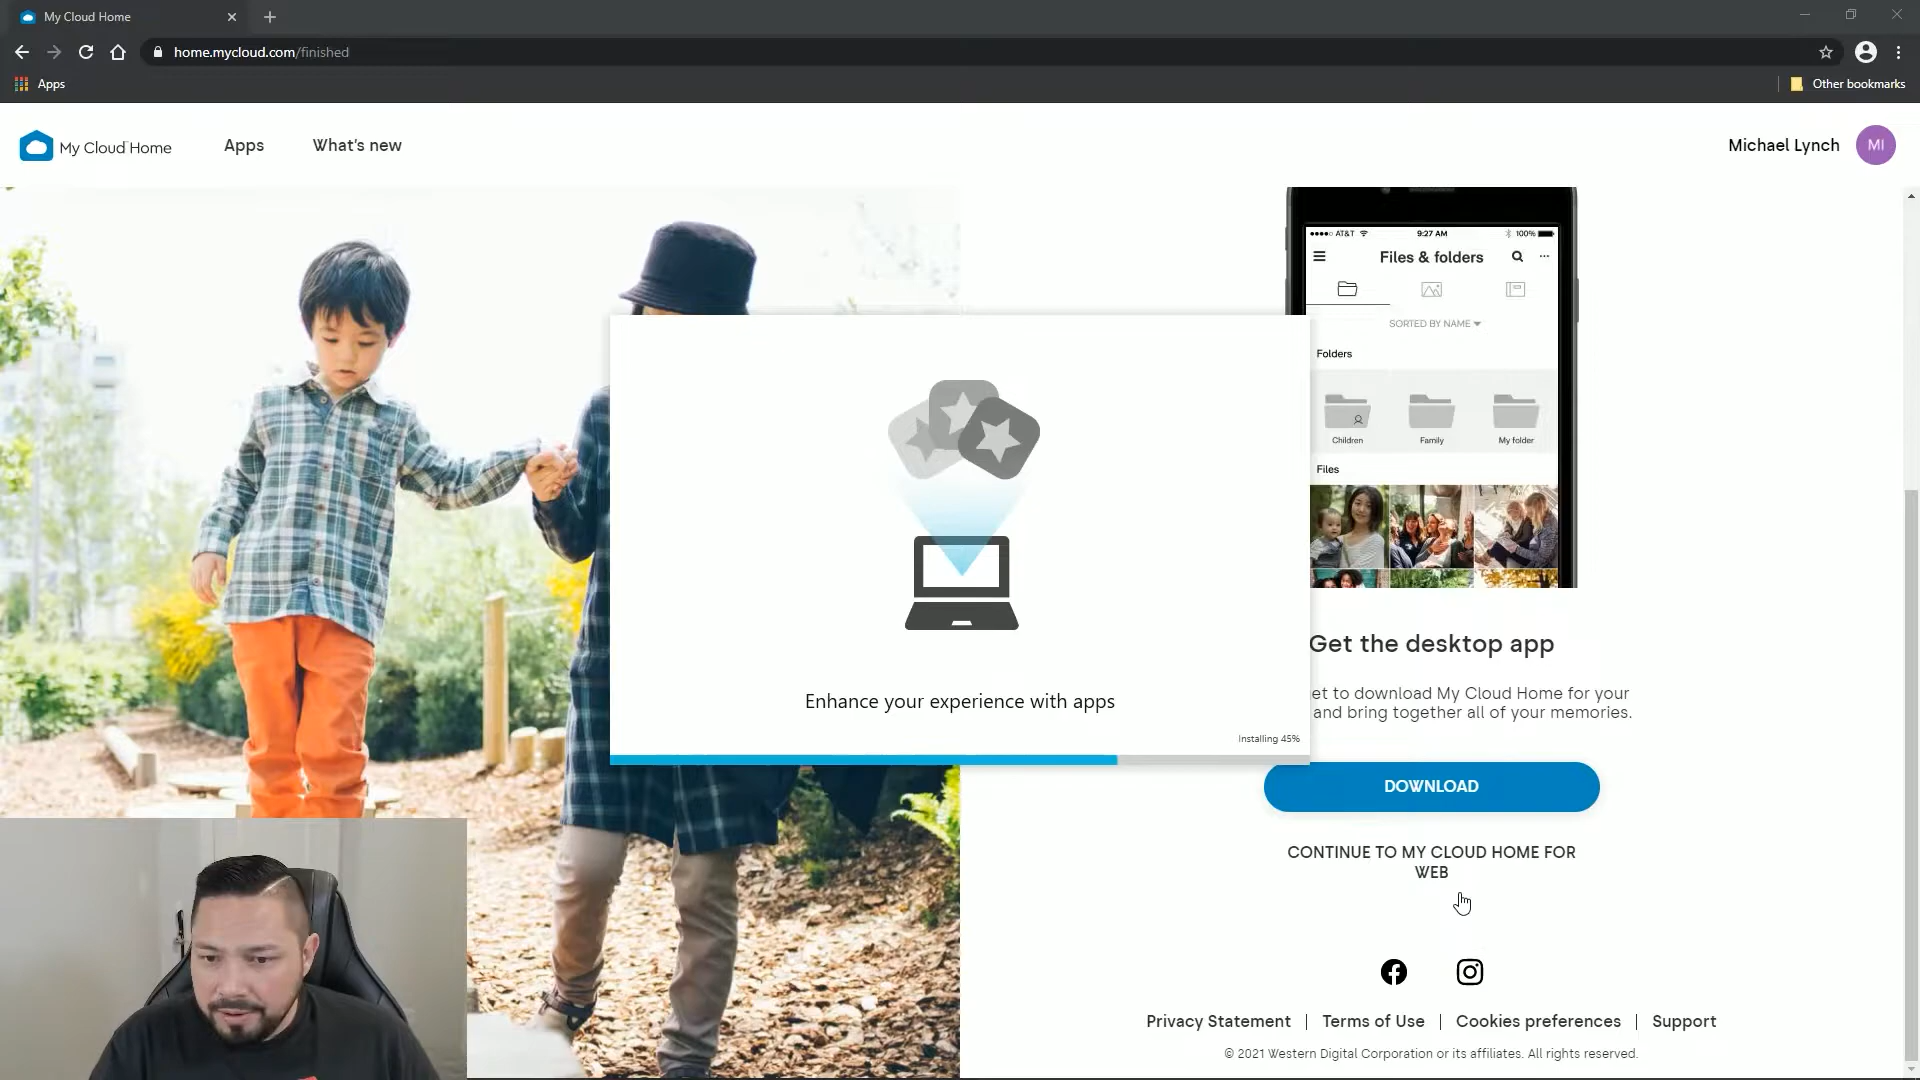 My Cloud Home
home.mycloud.com/finished
Apps
Other bookmarks
My Cloud Home
Apps
What's new
Michael Lynch
MI
AT&T
9:27 AM
100%
Files & folders
SORTED BY NAME
Folders
Children
Family
My folder
Files
Enhance your experience with apps
Installing 45%
Get the desktop app
et to download My Cloud Home for your
and bring together all of your memories.
DOWNLOAD
CONTINUE TO MY CLOUD HOME FOR
WEB
Privacy Statement | Terms of Use | Cookies preferences | Support
© 2021 Western Digital Corporation or its affiliates. All rights reserved.